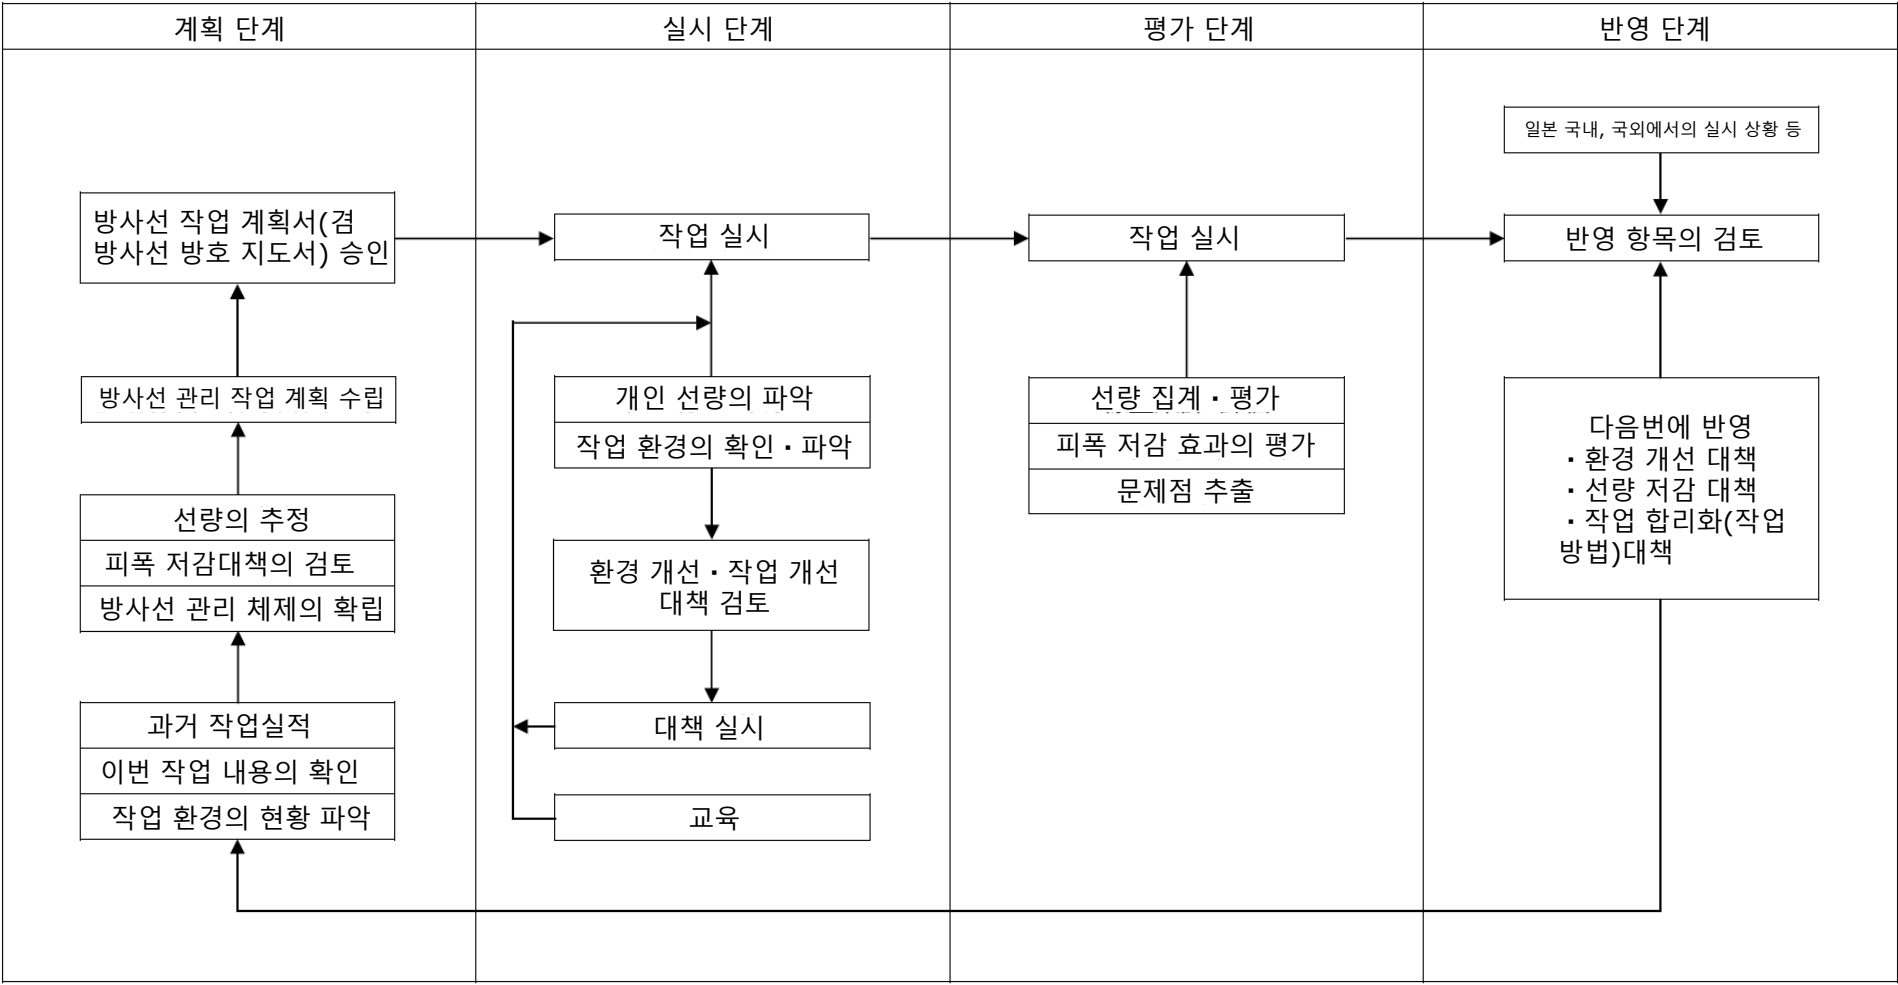 계획 단계
실시 단계
평가 단계
반영 단계
방사선 작업 계획서(겸
방사선 방호 지도서) 승인
방사선 관리 작업 계획 수립
선량의 추정
피폭 저감대책의 검토
방사선 관리 체제의 확립
과거 작업실적
이번 작업 내용의 확인
작업 환경의 현황 파악
작업 실시
개인 선량의 파악
작업 환경의 확인・파악
환경 개선・작업 개선
대책 검토
대책 실시
교육
작업 실시
선량 집계・평가
피폭 저감 효과의 평가
문제점 추출
일본 국내, 국외에서의 실시 상황 등
반영 항목의 검토
다음번에 반영
・환경 개선 대책
・선량 저감 대책
・작업 합리화(작업
방법)대책